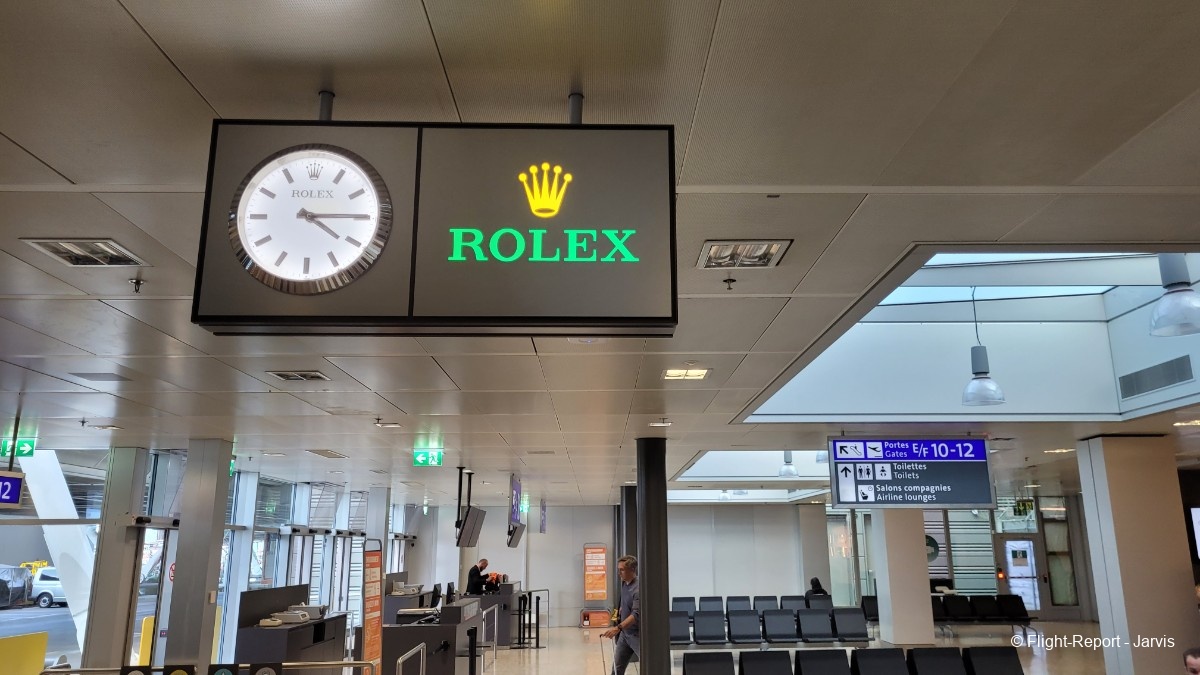 ROLEX
ROLEX
Portes
Gates
E/F 10-12
Toilettes
Toilets
Salons compagnies
Airline lounges
12
© Flight-Report - Jarvis